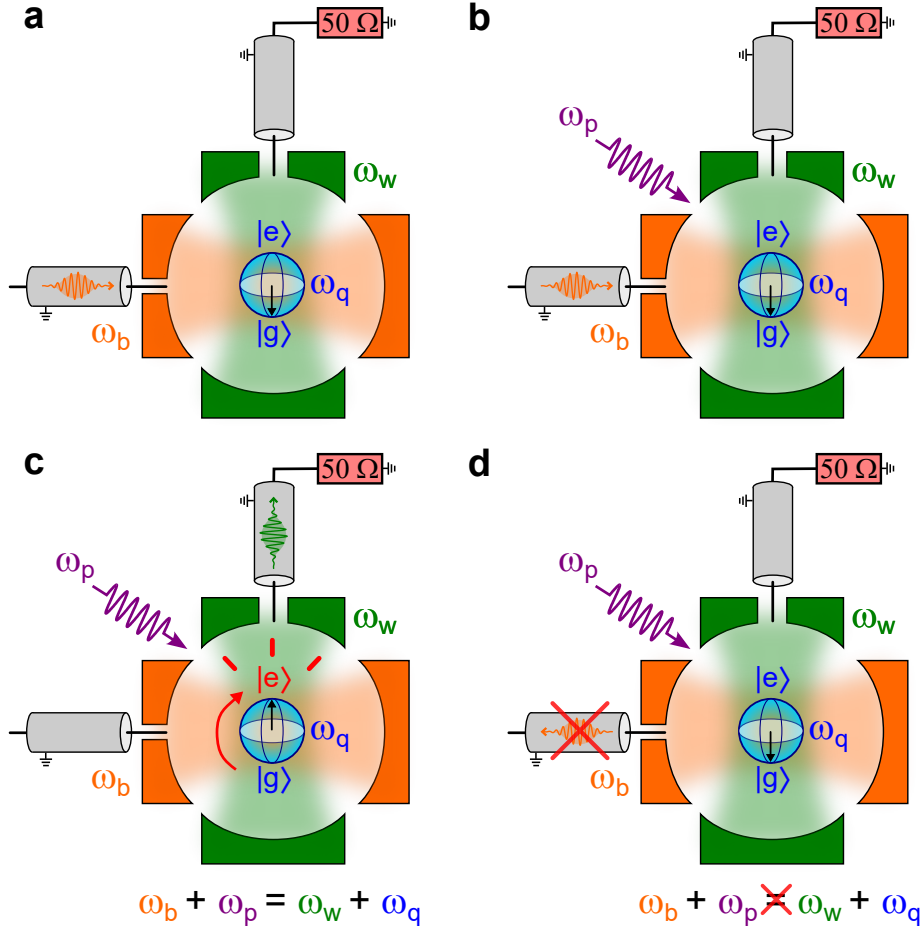 a
50 Ω
ω_w
|e⟩
ω_q
|g⟩
ω_b
b
50 Ω
ω_p
ω_w
|e⟩
ω_q
|g⟩
ω_b
c
50 Ω
ω_p
ω_w
|e⟩
ω_q
|g⟩
ω_b
ω_b + ω_p = ω_w + ω_q
d
50 Ω
ω_p
ω_w
|e⟩
ω_q
|g⟩
ω_b
ω_b + ω_p = ω_w + ω_q